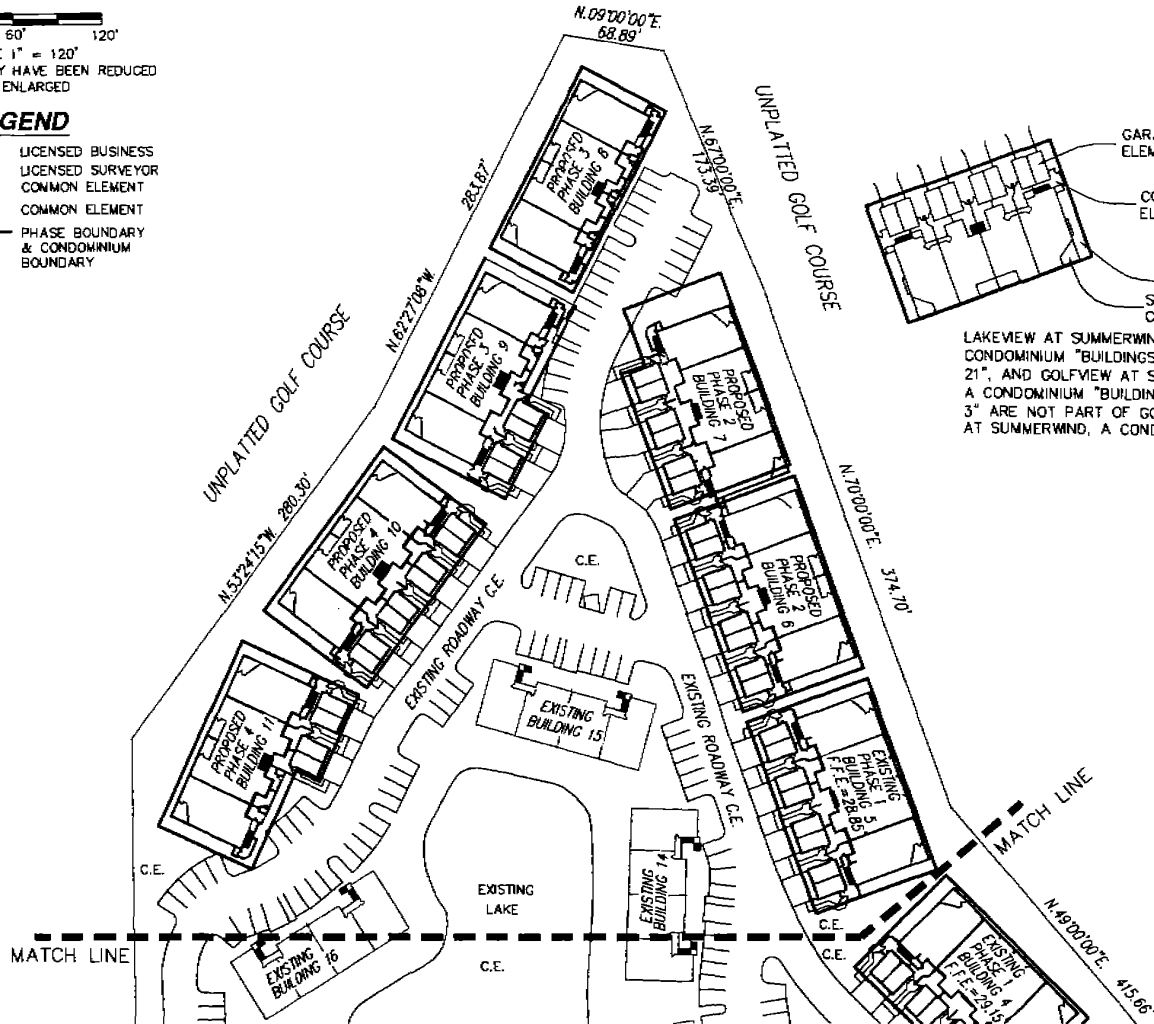 60' 120'
1" = 120'
HAVE BEEN REDUCED
ENLARGED
GEND
LICENSED BUSINESS
LICENSED SURVEYOR
COMMON ELEMENT
COMMON ELEMENT
PHASE BOUNDARY
& CONDOMINIUM
BOUNDARY
N.09°00'00"E.
68.89'
UNPLATTED GOLF COURSE
N.67°00'00"E.
173.39'
283.87'
N.62°27'08"W.
UNPLATTED GOLF COURSE
N.53°24'15"W. 280.30'
PROPOSED
PHASE 3
BUILDING 8
PROPOSED
PHASE 3
BUILDING 9
PROPOSED
PHASE 4
BUILDING 10
PROPOSED
PHASE 4
BUILDING 11
PROPOSED
PHASE 2
BUILDING 7
PROPOSED
PHASE 2
BUILDING 6
EXISTING
PHASE 1
BUILDING 5
F.F.E.=28.85
N.70°00'00"E. 374.70'
C.E.
EXISTING ROADWAY C.E.
EXISTING ROADWAY C.E.
EXISTING
BUILDING 15
EXISTING
BUILDING 14
EXISTING
LAKE
C.E.
C.E.
EXISTING
BUILDING 16
MATCH LINE
MATCH LINE
C.E.
C.E.
EXISTING
PHASE 1
BUILDING 4
F.F.E.=29.15
N.49°00'00"E. 415.66'
GAR
ELEM
CO
EL
S
C
LAKEVIEW AT SUMMERWIN
CONDOMINIUM "BUILDINGS
21", AND GOLFVIEW AT S
A CONDOMINIUM "BUILDIN
3" ARE NOT PART OF GO
AT SUMMERWIND, A COND